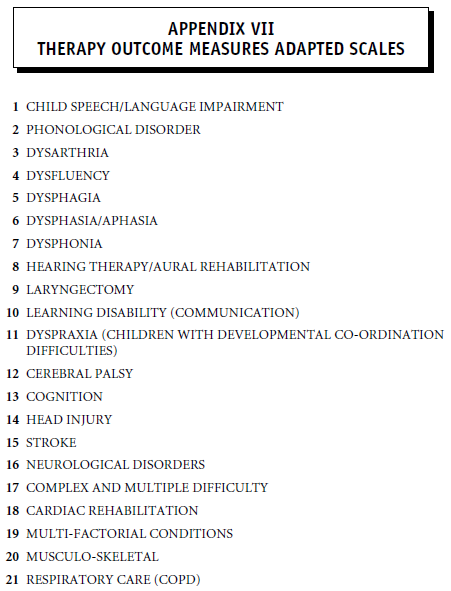 APPENDIX VII
THERAPY OUTCOME MEASURES ADAPTED SCALES
1 CHILD SPEECH/LANGUAGE IMPAIRMENT
2 PHONOLOGICAL DISORDER
3 DYSARTHRIA
4 DYSFLUENCY
5 DYSPHAGIA
6 DYSPHASIA/APHASIA
7 DYSPHONIA
8 HEARING THERAPY/AURAL REHABILITATION
9 LARYNGECTOMY
10 LEARNING DISABILITY (COMMUNICATION)
11 DYSPRAXIA (CHILDREN WITH DEVELOPMENTAL CO-ORDINATION
DIFFICULTIES)
12 CEREBRAL PALSY
13 COGNITION
14 HEAD INJURY
15 STROKE
16 NEUROLOGICAL DISORDERS
17 COMPLEX AND MULTIPLE DIFFICULTY
18 CARDIAC REHABILITATION
19 MULTI-FACTORIAL CONDITIONS
20 MUSCULO-SKELETAL
21 RESPIRATORY CARE (COPD)